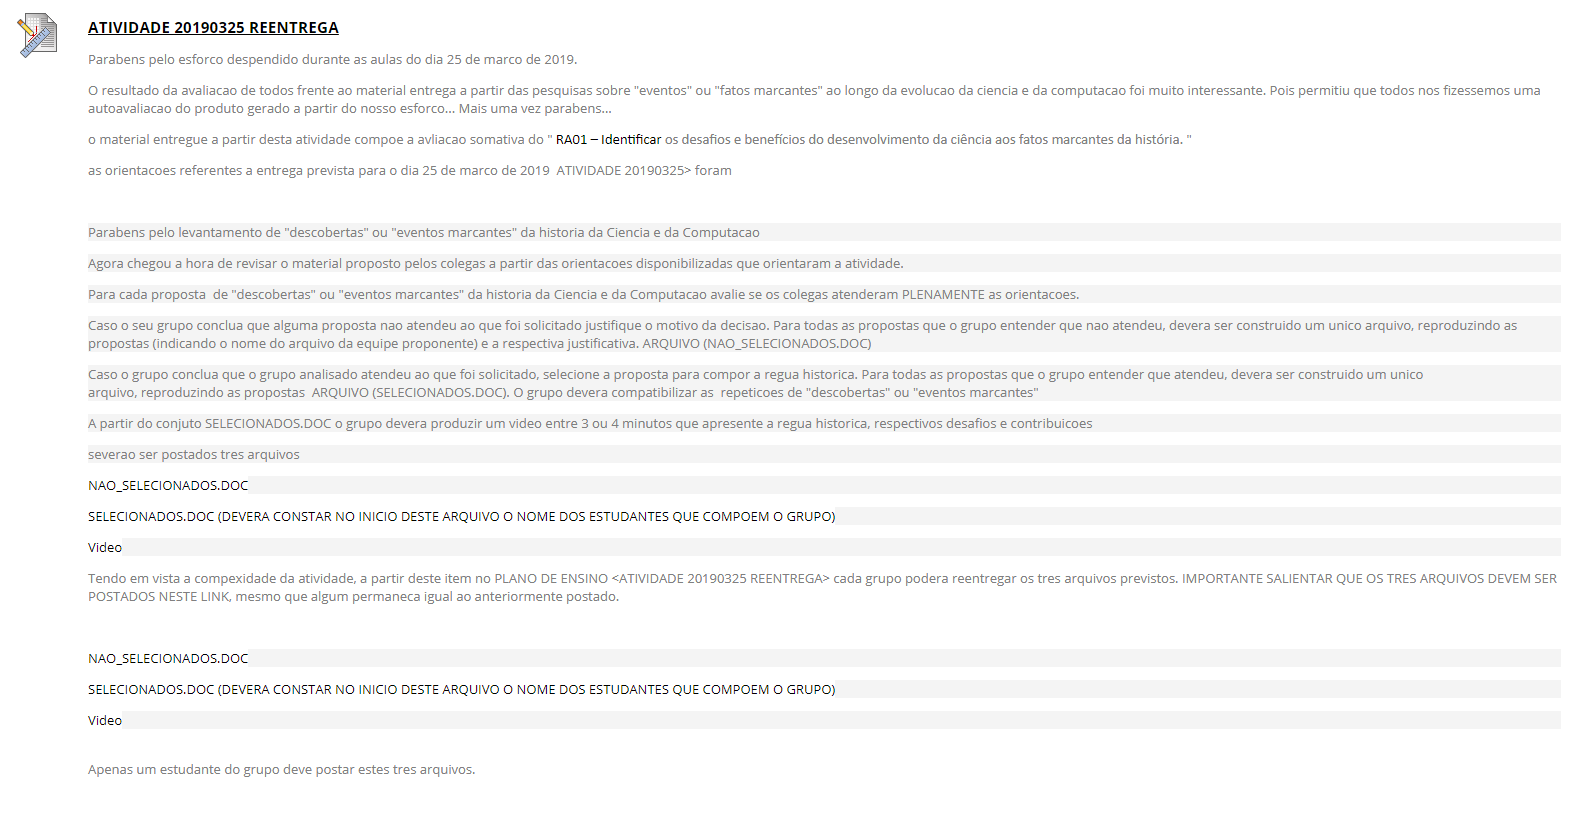 ATIVIDADE 20190325 REENTREGA
Parabens pelo esforco despendido durante as aulas do dia 25 de marco de 2019.
O resultado da avaliacao de todos frente ao material entrega a partir das pesquisas sobre "eventos" ou "fatos marcantes" ao longo da evolucao da ciencia e da computacao foi muito interessante. Pois permitiu que todos nos fizessemos uma
autoavaliacao do produto gerado a partir do nosso esforco... Mais uma vez parabens...
o material entregue a partir desta atividade compoe a avliacao somativa do " RA01 – Identificar os desafios e benefícios do desenvolvimento da ciência aos fatos marcantes da história. "
as orientacoes referentes a entrega prevista para o dia 25 de marco de 2019  ATIVIDADE 20190325> foram
Parabens pelo levantamento de "descobertas" ou "eventos marcantes" da historia da Ciencia e da Computacao
Agora chegou a hora de revisar o material proposto pelos colegas a partir das orientacoes disponibilizadas que orientaram a atividade.
Para cada proposta  de "descobertas" ou "eventos marcantes" da historia da Ciencia e da Computacao avalie se os colegas atenderam PLENAMENTE as orientacoes.
Caso o seu grupo conclua que alguma proposta nao atendeu ao que foi solicitado justifique o motivo da decisao. Para todas as propostas que o grupo entender que nao atendeu, devera ser construido um unico arquivo, reproduzindo as
propostas (indicando o nome do arquivo da equipe proponente) e a respectiva justificativa. ARQUIVO (NAO_SELECIONADOS.DOC)
Caso o grupo conclua que o grupo analisado atendeu ao que foi solicitado, selecione a proposta para compor a regua historica. Para todas as propostas que o grupo entender que atendeu, devera ser construido um unico
arquivo, reproduzindo as propostas  ARQUIVO (SELECIONADOS.DOC). O grupo devera compatibilizar as  repeticoes de "descobertas" ou "eventos marcantes"
A partir do conjuto SELECIONADOS.DOC o grupo devera produzir um video entre 3 ou 4 minutos que apresente a regua historica, respectivos desafios e contribuicoes
severao ser postados tres arquivos
NAO_SELECIONADOS.DOC
SELECIONADOS.DOC (DEVERA CONSTAR NO INICIO DESTE ARQUIVO O NOME DOS ESTUDANTES QUE COMPOEM O GRUPO)
Video
Tendo em vista a compexidade da atividade, a partir deste item no PLANO DE ENSINO <ATIVIDADE 20190325 REENTREGA> cada grupo podera reentregar os tres arquivos previstos. IMPORTANTE SALIENTAR QUE OS TRES ARQUIVOS DEVEM SER
POSTADOS NESTE LINK, mesmo que algum permaneca igual ao anteriormente postado.
NAO_SELECIONADOS.DOC
SELECIONADOS.DOC (DEVERA CONSTAR NO INICIO DESTE ARQUIVO O NOME DOS ESTUDANTES QUE COMPOEM O GRUPO)
Video
Apenas um estudante do grupo deve postar estes tres arquivos.